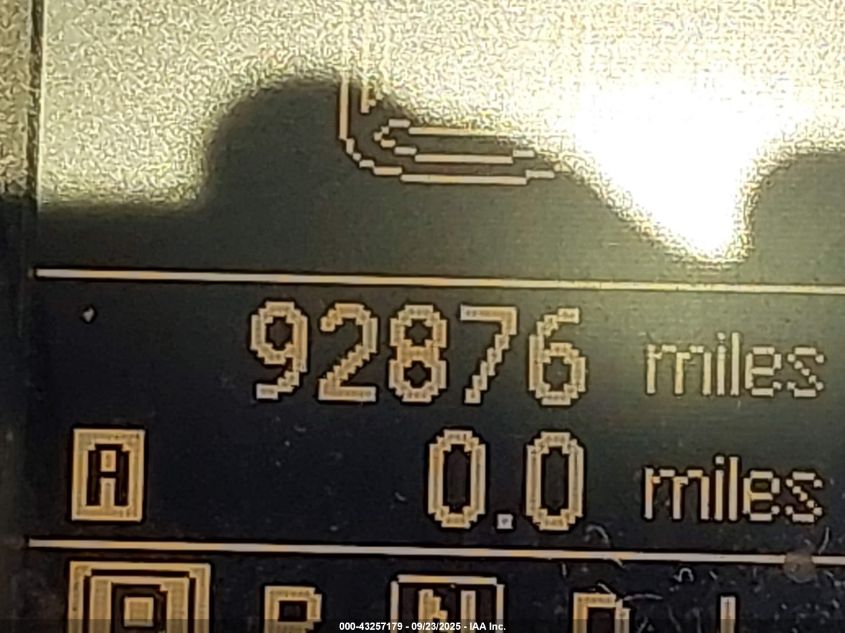 92876 miles
A 0.0 miles
P R N D L
000-43257179 - 09/23/2025 - IAA Inc.